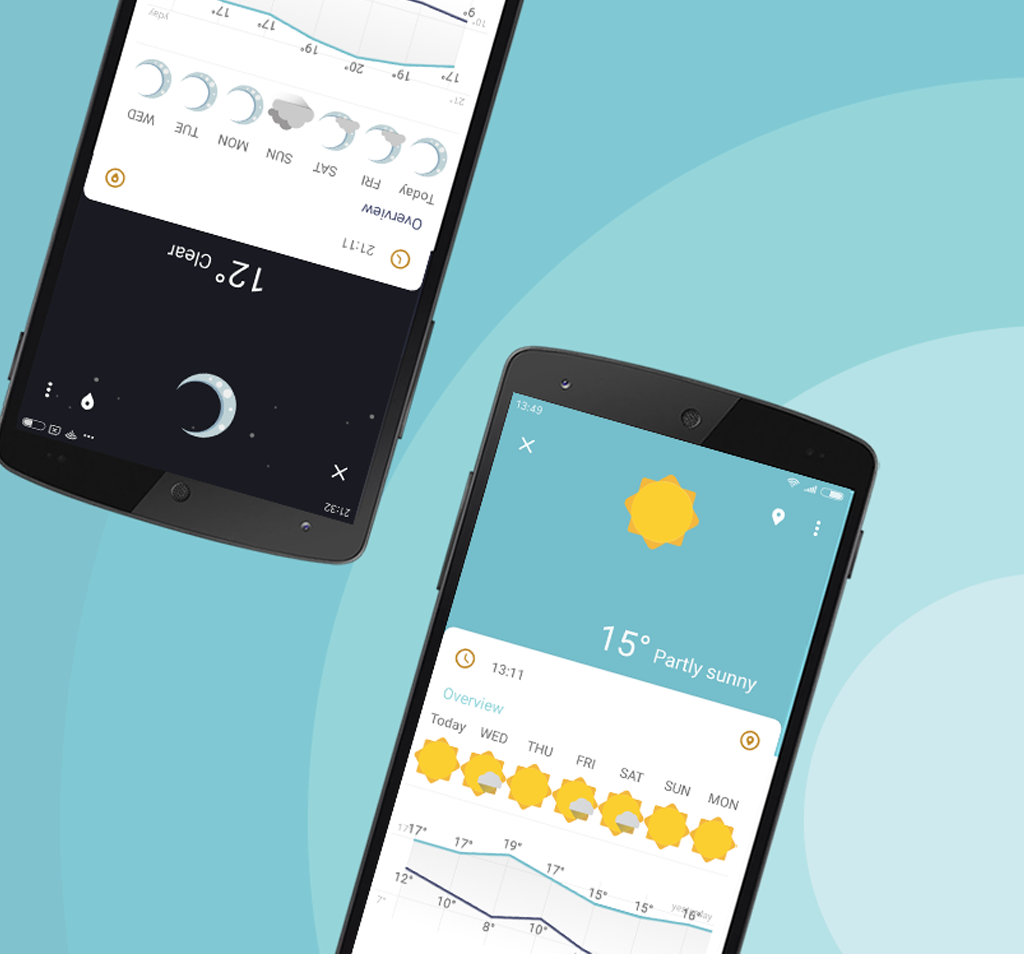 21:32
12° Clear
21:11
Overview
Today FRI SAT SUN MON TUE WED
21°
17° 19° 20° 19° 17° 17°
10°
9°
13:49
15° Partly sunny
13:11
Overview
Today WED THU FRI SAT SUN MON
17° 17° 19° 17° 15° 15° 16°
yesterday
12° 10° 8° 10°
7°